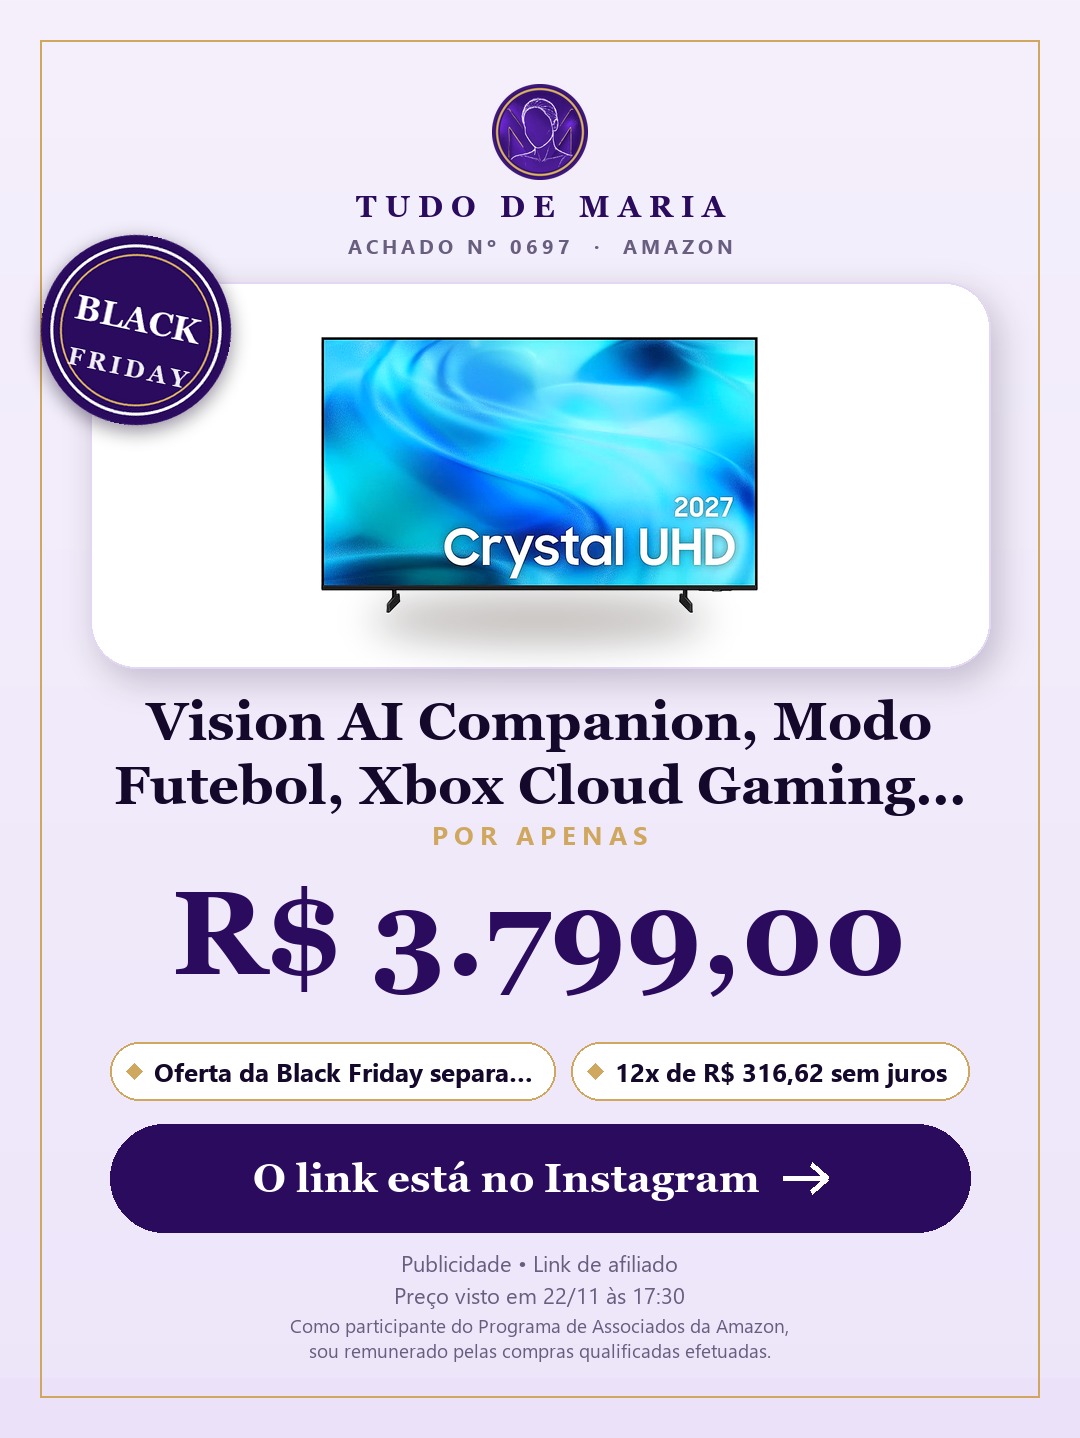 TUDO DE MARIA
ACHADO Nº 0697 · AMAZON
BLACK
FRIDAY
2027
Crystal UHD
Vision AI Companion, Modo
Futebol, Xbox Cloud Gaming...
POR APENAS
R$ 3.799,00
Oferta da Black Friday separa...
12x de R$ 316,62 sem juros
O link está no Instagram →
Publicidade • Link de afiliado
Preço visto em 22/11 às 17:30
Como participante do Programa de Associados da Amazon,
sou remunerado pelas compras qualificadas efetuadas.